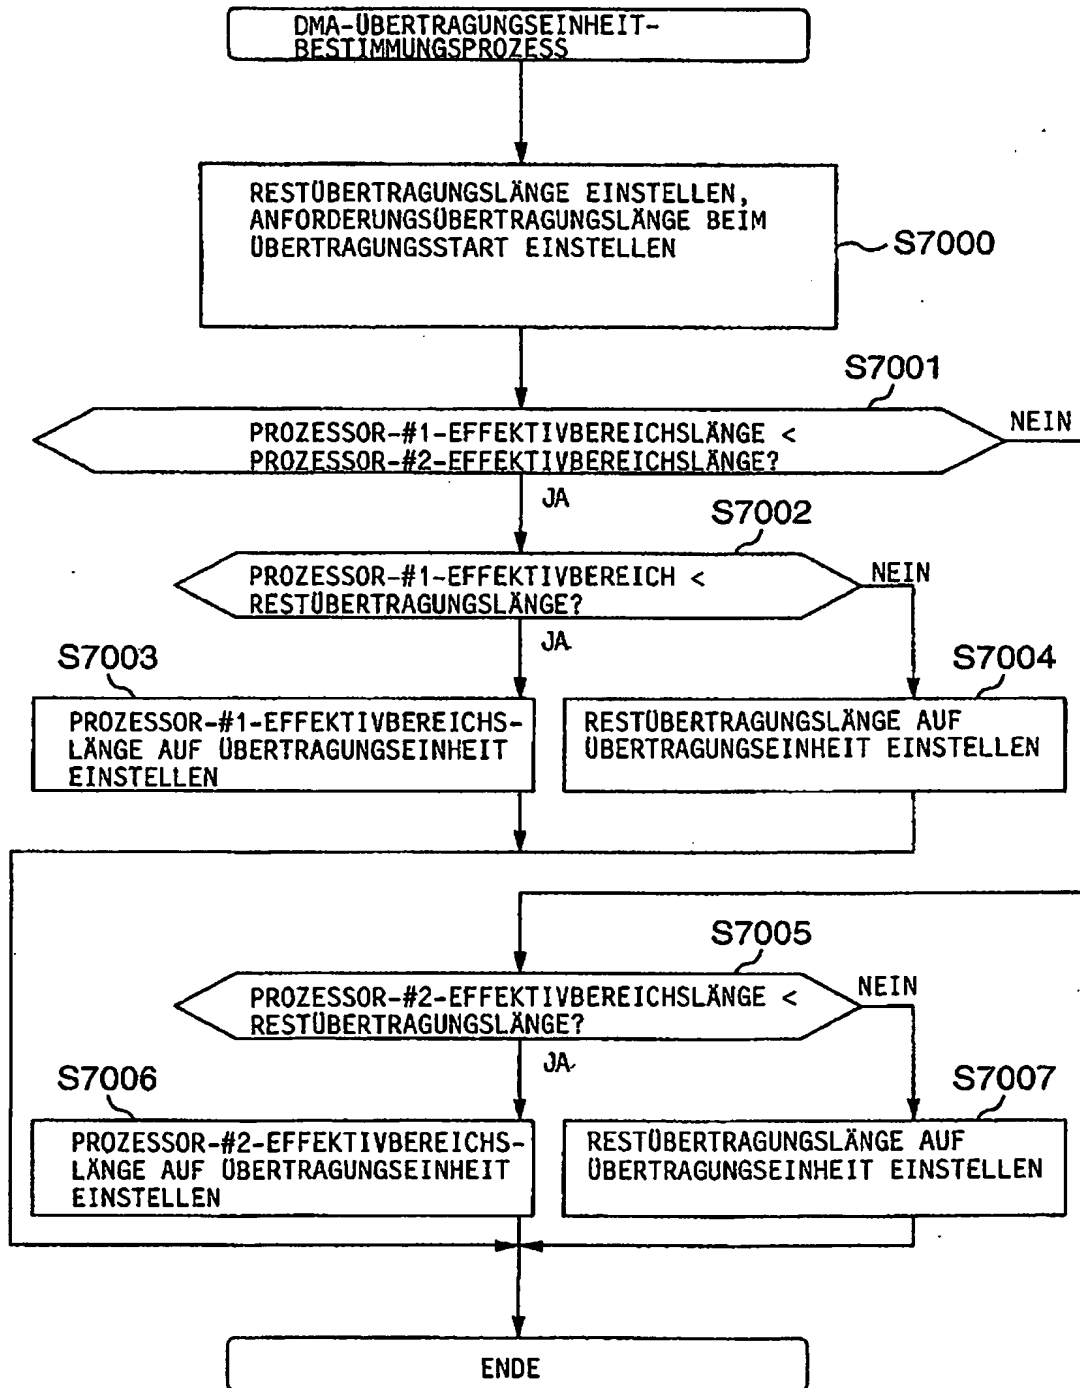 DMA-ÜBERTRAGUNGSEINHEIT-
BESTIMMUNGSPROZESS
RESTÜBERTRAGUNGSLÄNGE EINSTELLEN,
ANFORDERUNGSÜBERTRAGUNGSLÄNGE BEIM
ÜBERTRAGUNGSSTART EINSTELLEN
S7000
S7001
PROZESSOR-#1-EFFEKTIVBEREICHSLÄNGE <
PROZESSOR-#2-EFFEKTIVBEREICHSLÄNGE?
NEIN
JA
S7002
PROZESSOR-#1-EFFEKTIVBEREICH <
RESTÜBERTRAGUNGSLÄNGE?
NEIN
JA
S7003
PROZESSOR-#1-EFFEKTIVBEREICHS-
LÄNGE AUF ÜBERTRAGUNGSEINHEIT
EINSTELLEN
S7004
RESTÜBERTRAGUNGSLÄNGE AUF
ÜBERTRAGUNGSEINHEIT EINSTELLEN
S7005
PROZESSOR-#2-EFFEKTIVBEREICHSLÄNGE <
RESTÜBERTRAGUNGSLÄNGE?
NEIN
JA
S7006
PROZESSOR-#2-EFFEKTIVBEREICHS-
LÄNGE AUF ÜBERTRAGUNGSEINHEIT
EINSTELLEN
S7007
RESTÜBERTRAGUNGSLÄNGE AUF
ÜBERTRAGUNGSEINHEIT EINSTELLEN
ENDE